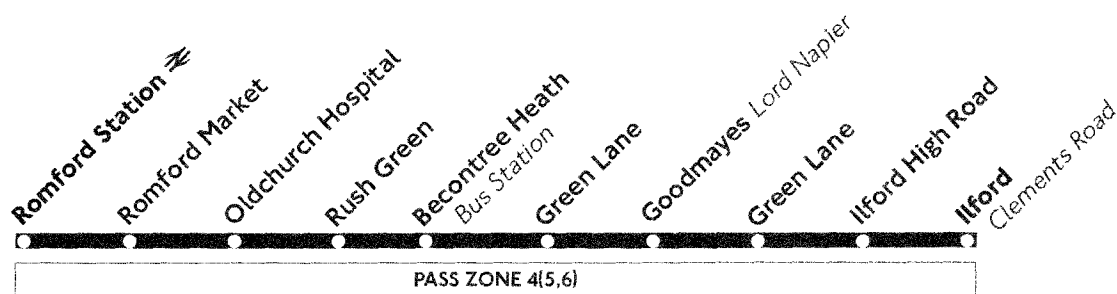 Romford Station
Romford Market
Oldchurch Hospital
Rush Green
Becontree Heath
Bus Station
Green Lane
Goodmayes Lord Napier
Green Lane
Ilford High Road
Ilford
Clements Road
PASS ZONE 4(5,6)